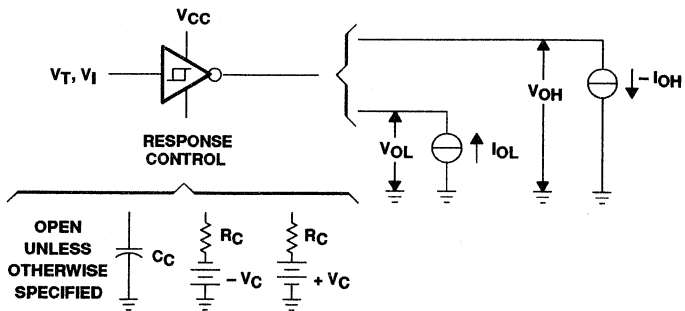 VCC
VT, VI
RESPONSE
CONTROL
VOH
– IOH
VOL
IOL
OPEN
UNLESS
OTHERWISE
SPECIFIED
CC
RC
– VC
RC
+ VC